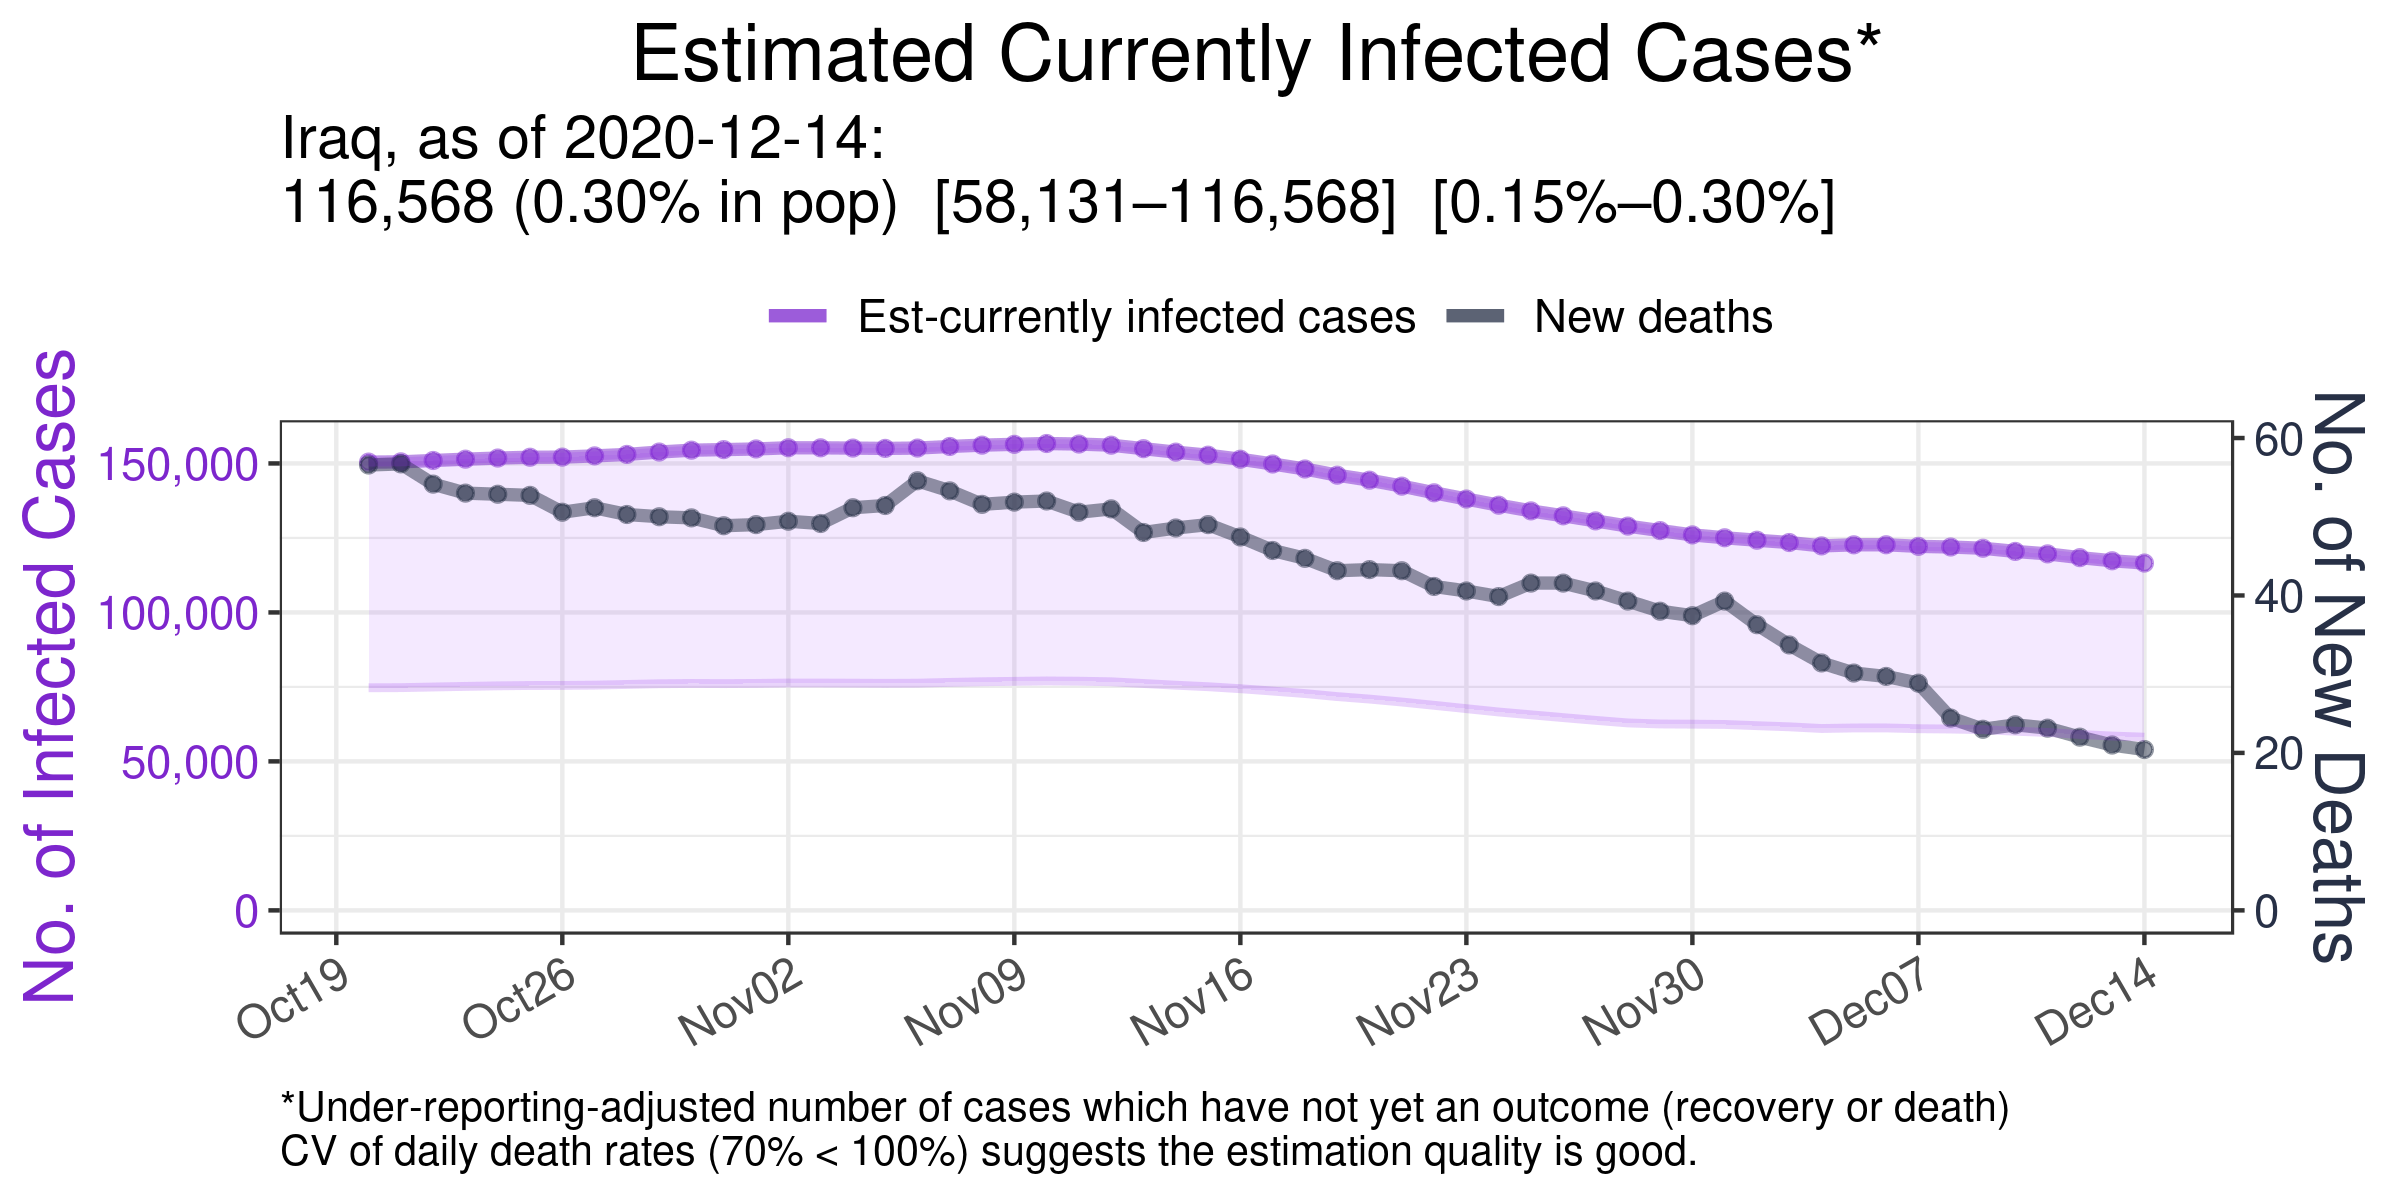 Estimated Currently Infected Cases*
Iraq, as of 2020-12-14:
116,568 (0.30% in pop)  [58,131–116,568]  [0.15%–0.30%]
Est-currently infected cases
New deaths
No. of Infected Cases
150,000
100,000
50,000
0
60
40
20
0
No. of New Deaths
Oct19
Oct26
Nov02
Nov09
Nov16
Nov23
Nov30
Dec07
Dec14
*Under-reporting-adjusted number of cases which have not yet an outcome (recovery or death)
CV of daily death rates (70% < 100%) suggests the estimation quality is good.